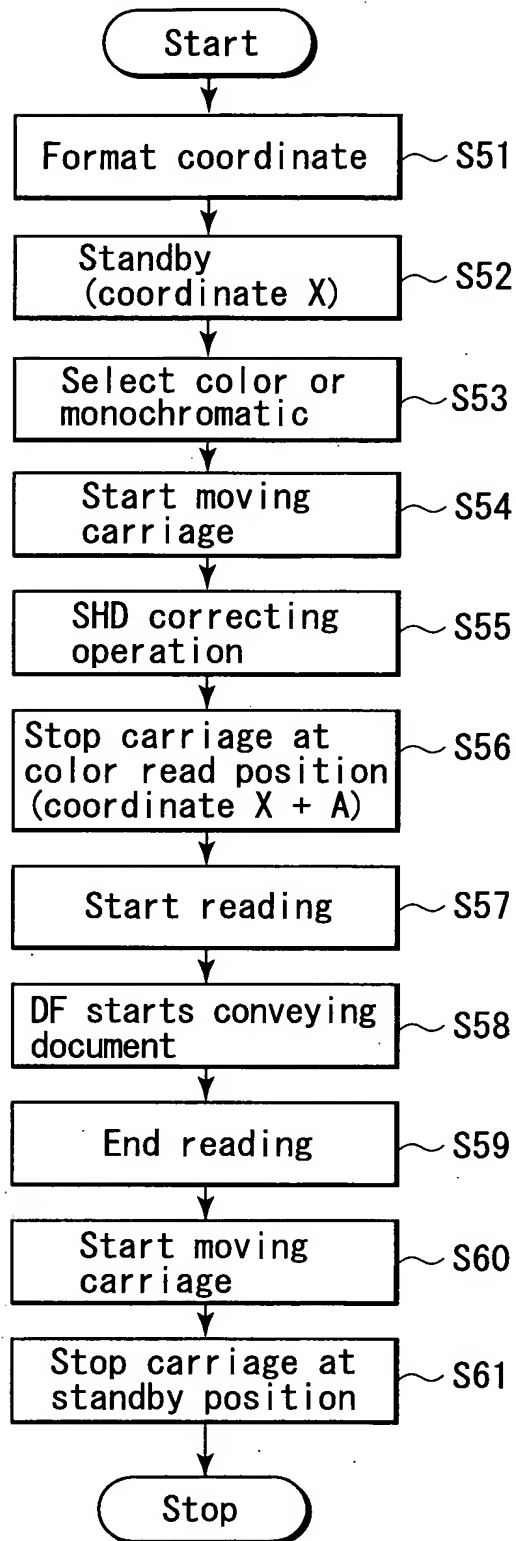 Start
Format coordinate
S51
Standby
(coordinate X)
S52
Select color or
monochromatic
S53
Start moving
carriage
S54
SHD correcting
operation
S55
Stop carriage at
color read position
(coordinate X + A)
S56
Start reading
S57
DF starts conveying
document
S58
End reading
S59
Start moving
carriage
S60
Stop carriage at
standby position
S61
Stop